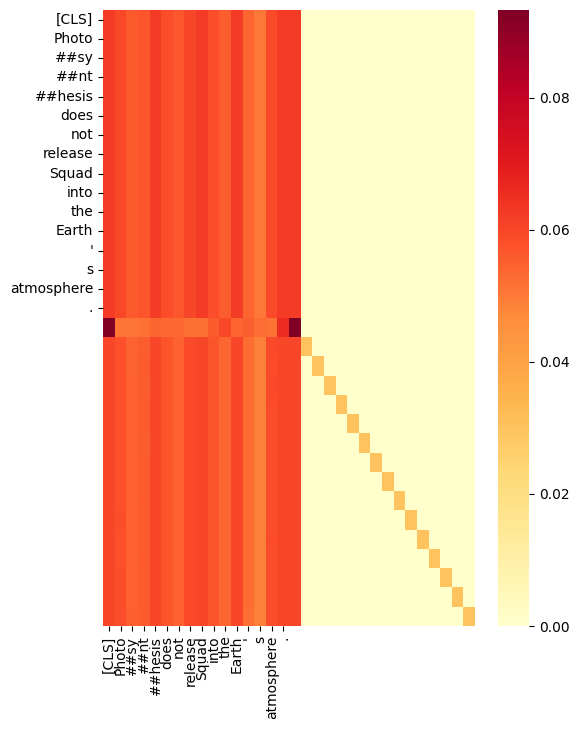 [CLS]
Photo
##sy
##nt
##hesis
does
not
release
Squad
into
the
Earth
'
s
atmosphere
.
[CLS]
Photo
##sy
##nt
##hesis
does
not
release
Squad
into
the
Earth
'
s
atmosphere
.
0.08
0.06
0.04
0.02
0.00